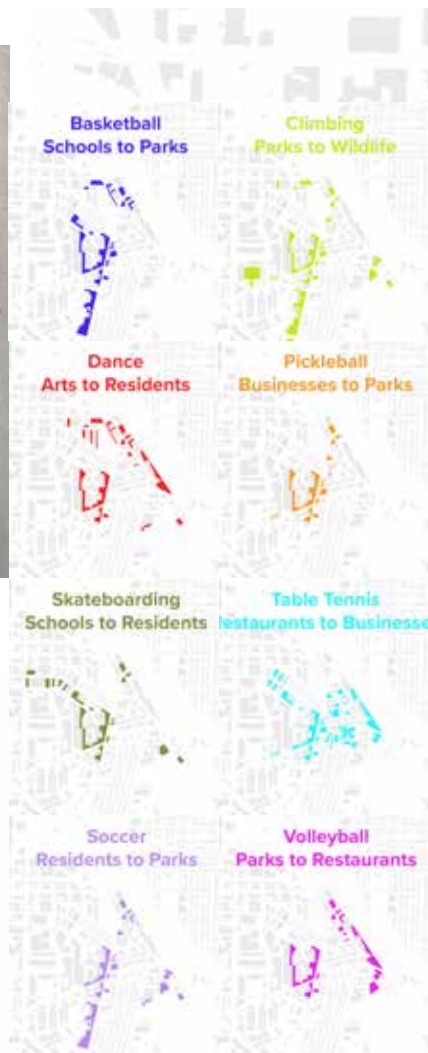 Basketball
Schools to Parks
Climbing
Parks to Wildlife
Dance
Arts to Residents
Pickleball
Businesses to Parks
Skateboarding
Schools to Residents
Table Tennis
estaurants to Businesse
Soccer
Residents to Parks
Volleyball
Parks to Restaurants